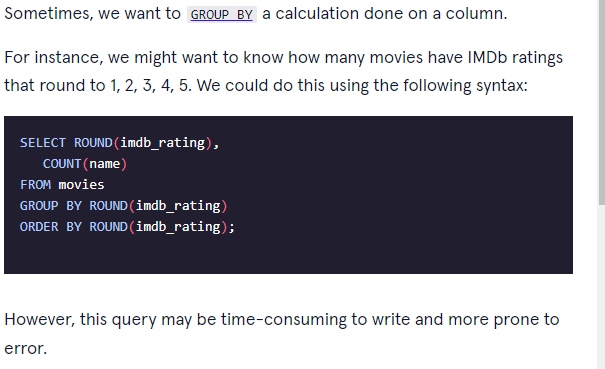 Sometimes, we want to GROUP BY a calculation done on a column.
For instance, we might want to know how many movies have IMDb ratings
that round to 1, 2, 3, 4, 5. We could do this using the following syntax:
SELECT ROUND(imdb_rating),
   COUNT(name)
FROM movies
GROUP BY ROUND(imdb_rating)
ORDER BY ROUND(imdb_rating);
However, this query may be time-consuming to write and more prone to
error.